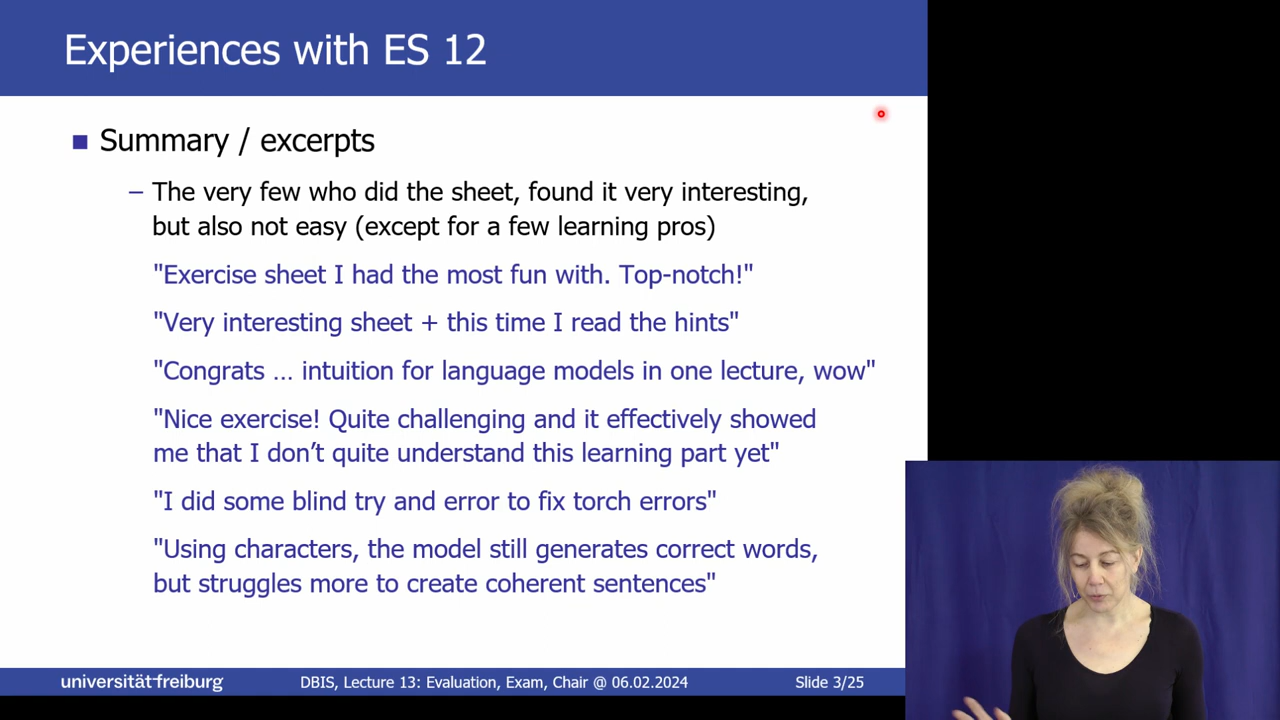 Experiences with ES 12
Summary / excerpts
– The very few who did the sheet, found it very interesting,
but also not easy (except for a few learning pros)
"Exercise sheet I had the most fun with. Top-notch!"
"Very interesting sheet + this time I read the hints"
"Congrats … intuition for language models in one lecture, wow"
"Nice exercise! Quite challenging and it effectively showed
me that I don’t quite understand this learning part yet"
"I did some blind try and error to fix torch errors"
"Using characters, the model still generates correct words,
but struggles more to create coherent sentences"
universität freiburg
DBIS, Lecture 13: Evaluation, Exam, Chair @ 06.02.2024
Slide 3/25